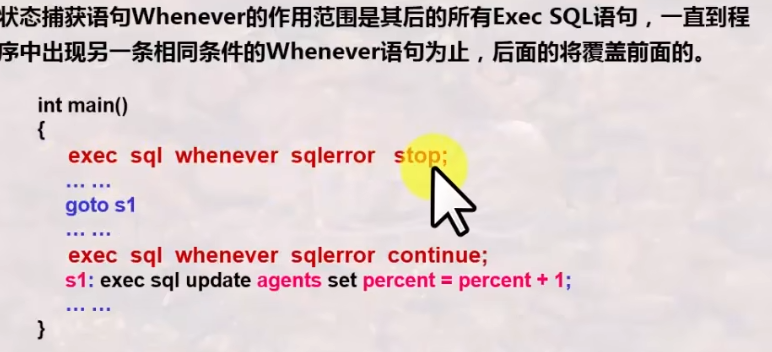 状态捕获语句Whenever的作用范围是其后的所有Exec SQL语句，一直到程
序中出现另一条相同条件的Whenever语句为止，后面的将覆盖前面的。
int main()
{
exec sql whenever sqlerror stop;
... ...
goto s1
... ...
exec sql whenever sqlerror continue;
s1: exec sql update agents set percent = percent + 1;
... ...
}